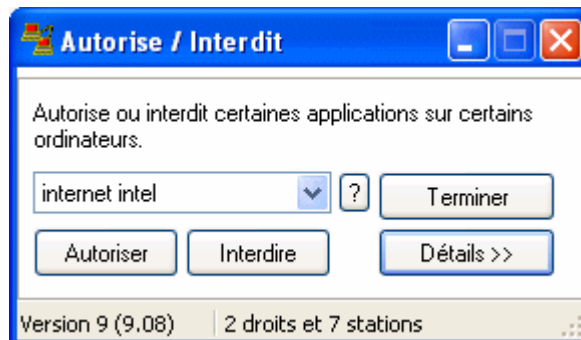 Autorise / Interdit
Autorise ou interdit certaines applications sur certains
ordinateurs.
internet intel ? Terminer
Autoriser Interdire Détails >>
Version 9 (9.08) 2 droits et 7 stations